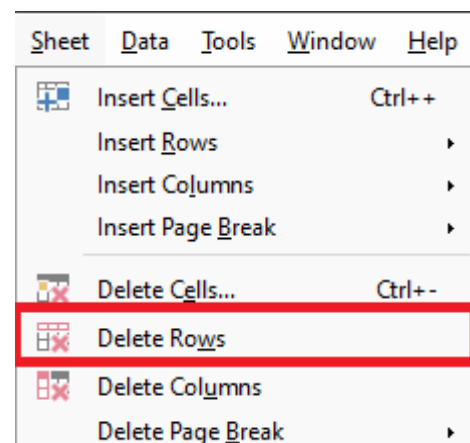 Sheet Data Tools Window Help
Insert Cells... Ctrl++
Insert Rows
Insert Columns
Insert Page Break
Delete Cells... Ctrl+-
Delete Rows
Delete Columns
Delete Page Break